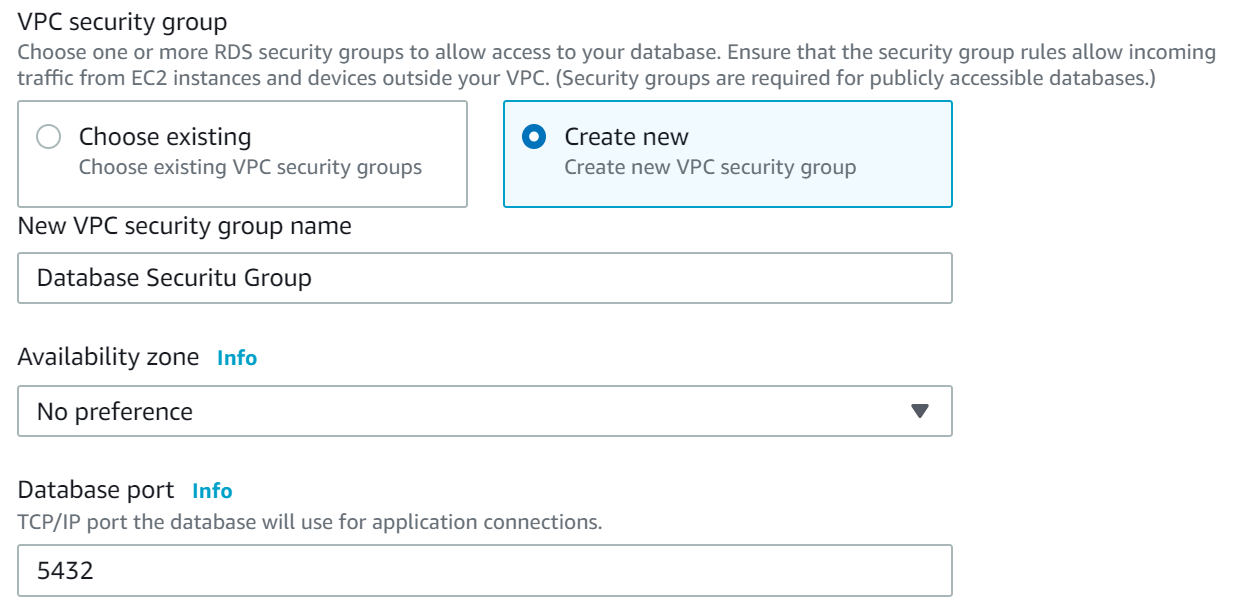 VPC security group
Choose one or more RDS security groups to allow access to your database. Ensure that the security group rules allow incoming
traffic from EC2 instances and devices outside your VPC. (Security groups are required for publicly accessible databases.)
Choose existing
Choose existing VPC security groups
Create new
Create new VPC security group
New VPC security group name
Database Securitu Group
Availability zone Info
No preference
Database port Info
TCP/IP port the database will use for application connections.
5432